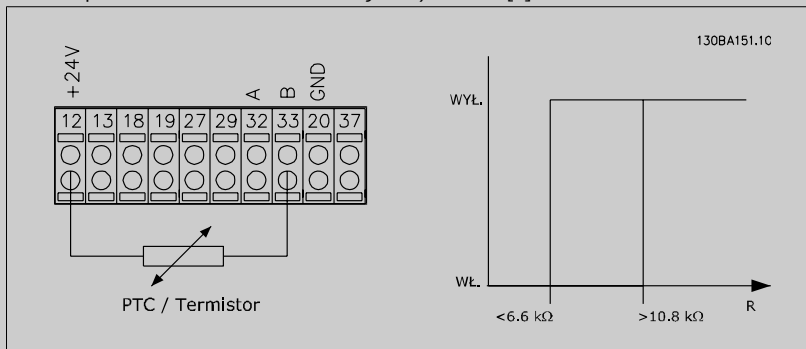 130BA151.10
+24V
A
B
GND
12 13 18 19 27 29 32 33 20 37
PTC / Termistor
WYŁ.
WŁ.
<6.6 kΩ
>10.8 kΩ
R